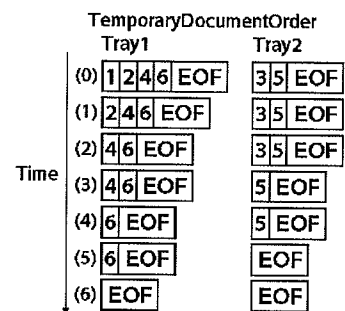 TemporaryDocumentOrder
Tray1 Tray2
(0) 1 2 4 6 EOF 3 5 EOF
(1) 2 4 6 EOF 3 5 EOF
(2) 4 6 EOF 3 5 EOF
Time
(3) 4 6 EOF 5 EOF
(4) 6 EOF 5 EOF
(5) 6 EOF EOF
(6) EOF EOF